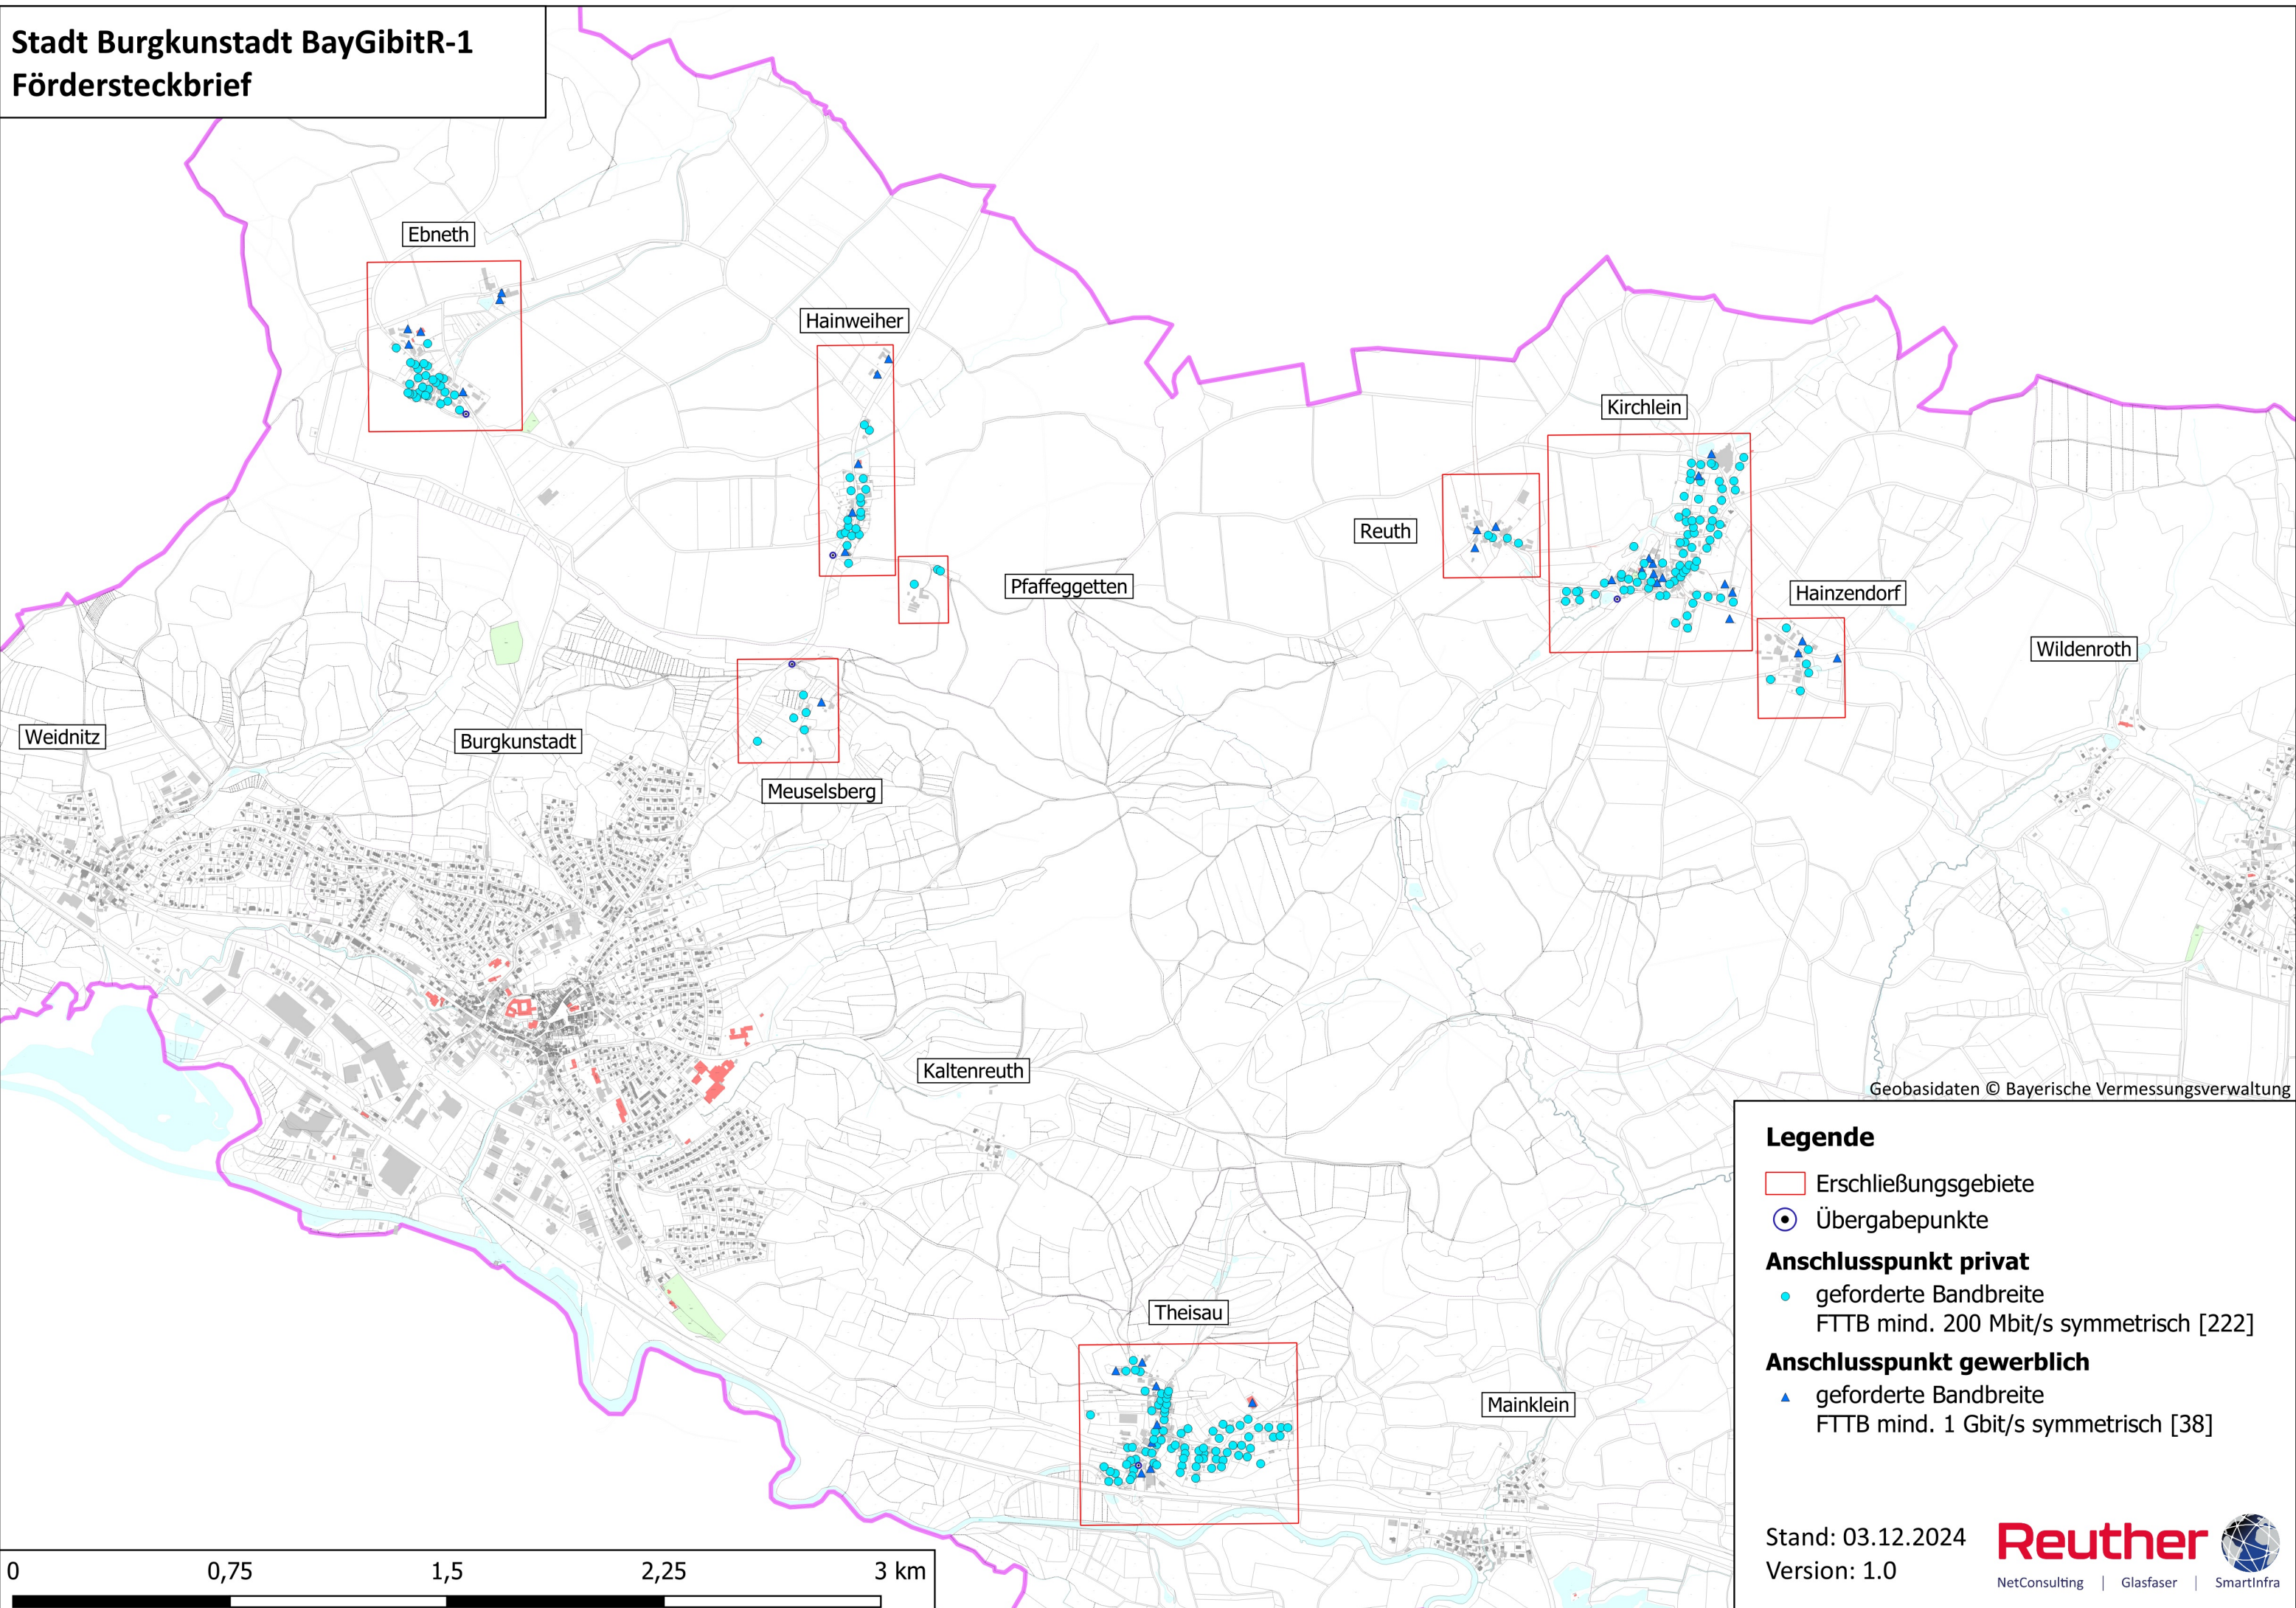 Stadt Burgkunstadt BayGibitR-1
Fördersteckbrief
Ebneth
Hainweiher
Kirchlein
Reuth
Pfaffeggetten
Hainzendorf
Wildenroth
Weidnitz
Burgkunstadt
Meuselsberg
Kaltenreuth
Theisau
Mainklein
Geobasidaten © Bayerische Vermessungsverwaltung
Legende
Erschließungsgebiete
Übergabepunkte
Anschlusspunkt privat
geforderte Bandbreite
FTTB mind. 200 Mbit/s symmetrisch [222]
Anschlusspunkt gewerblich
geforderte Bandbreite
FTTB mind. 1 Gbit/s symmetrisch [38]
Stand: 03.12.2024
Version: 1.0
Reuther
NetConsulting | Glasfaser | SmartInfra
0 0,75 1,5 2,25 3 km